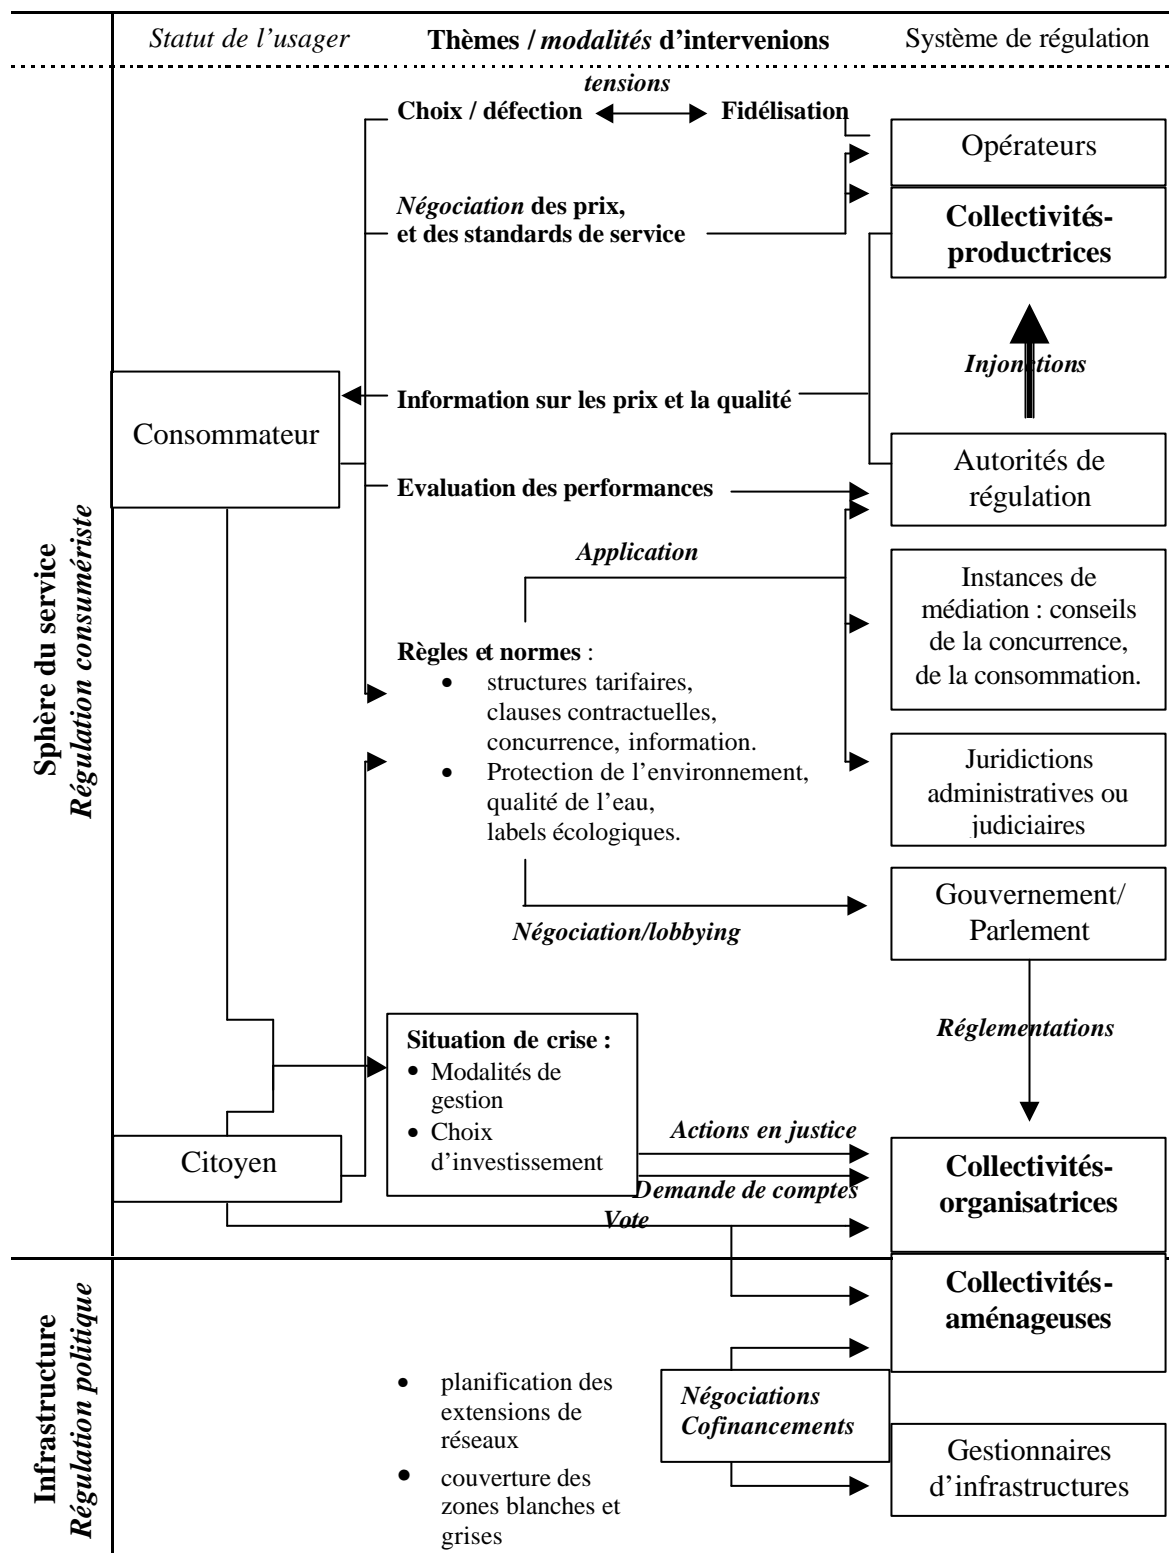 Statut de l’usager
Thèmes / modalités d’intervenions
Système de régulation
tensions
Choix / défection
Fidélisation
Opérateurs
Négociation des prix,
et des standards de service
Collectivités-
productrices
Injonctions
Information sur les prix et la qualité
Consommateur
Autorités de
régulation
Evaluation des performances
Application
Instances de
médiation : conseils
de la concurrence,
de la consommation.
Règles et normes :
• structures tarifaires,
clauses contractuelles,
concurrence, information.
• Protection de l’environnement,
qualité de l’eau,
labels écologiques.
Juridictions
administratives ou
judiciaires
Gouvernement/
Parlement
Négociation/lobbying
Sphère du service
Régulation consumériste
Réglementations
Situation de crise :
• Modalités de
gestion
• Choix
d’investissement
Actions en justice
Citoyen
Demande de comptes
Vote
Collectivités-
organisatrices
Infrastructure
Régulation politique
Collectivités-
aménageuses
• planification des
extensions de
réseaux
• couverture des
zones blanches et
grises
Négociations
Cofinancements
Gestionnaires
d’infrastructures